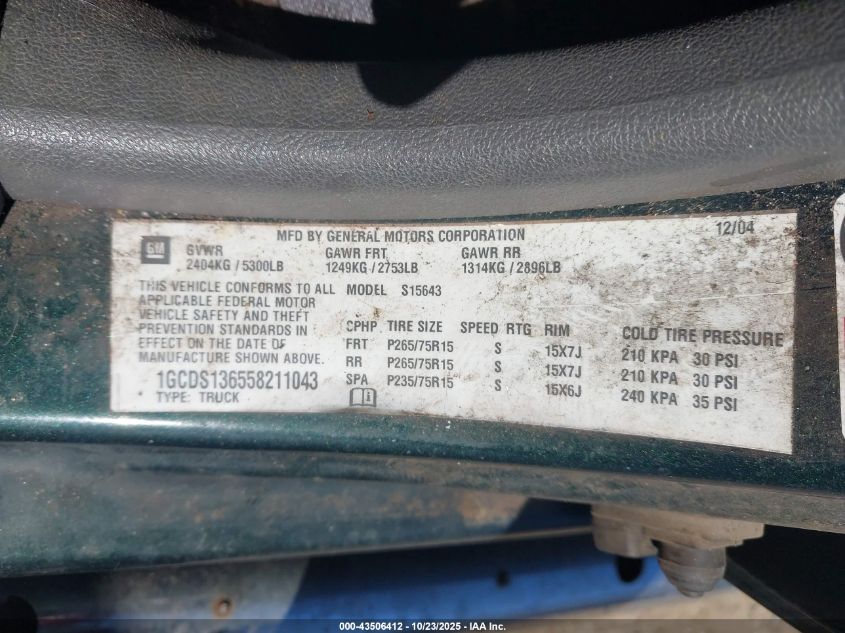 MFD BY GENERAL MOTORS CORPORATION 12/04
GM GVWR GAWR FRT GAWR RR
2404KG / 5300LB 1249KG / 2753LB 1314KG / 2896LB
THIS VEHICLE CONFORMS TO ALL MODEL S15643
APPLICABLE FEDERAL MOTOR
VEHICLE SAFETY AND THEFT
PREVENTION STANDARDS IN CPHP TIRE SIZE SPEED RTG RIM COLD TIRE PRESSURE
EFFECT ON THE DATE OF FRT P265/75R15 S 15X7J 210 KPA 30 PSI
MANUFACTURE SHOWN ABOVE. RR P265/75R15 S 15X7J 210 KPA 30 PSI
1GCDS136558211043 SPA P235/75R15 S 15X6J 240 KPA 35 PSI
TYPE: TRUCK
000-43506412 | 10/23/2025 | IAA Inc.